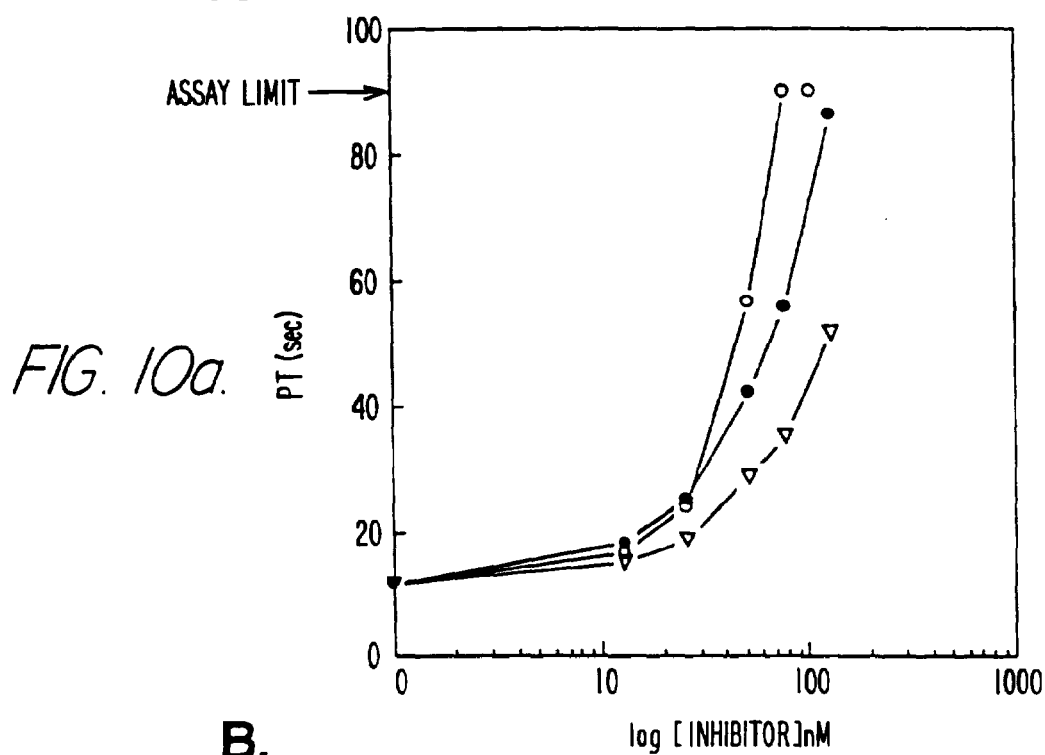 100
ASSAY LIMIT
80
60
FIG. 10a.
PT (sec)
40
20
0
0 10 100 1000
log [INHIBITOR]nM
B.